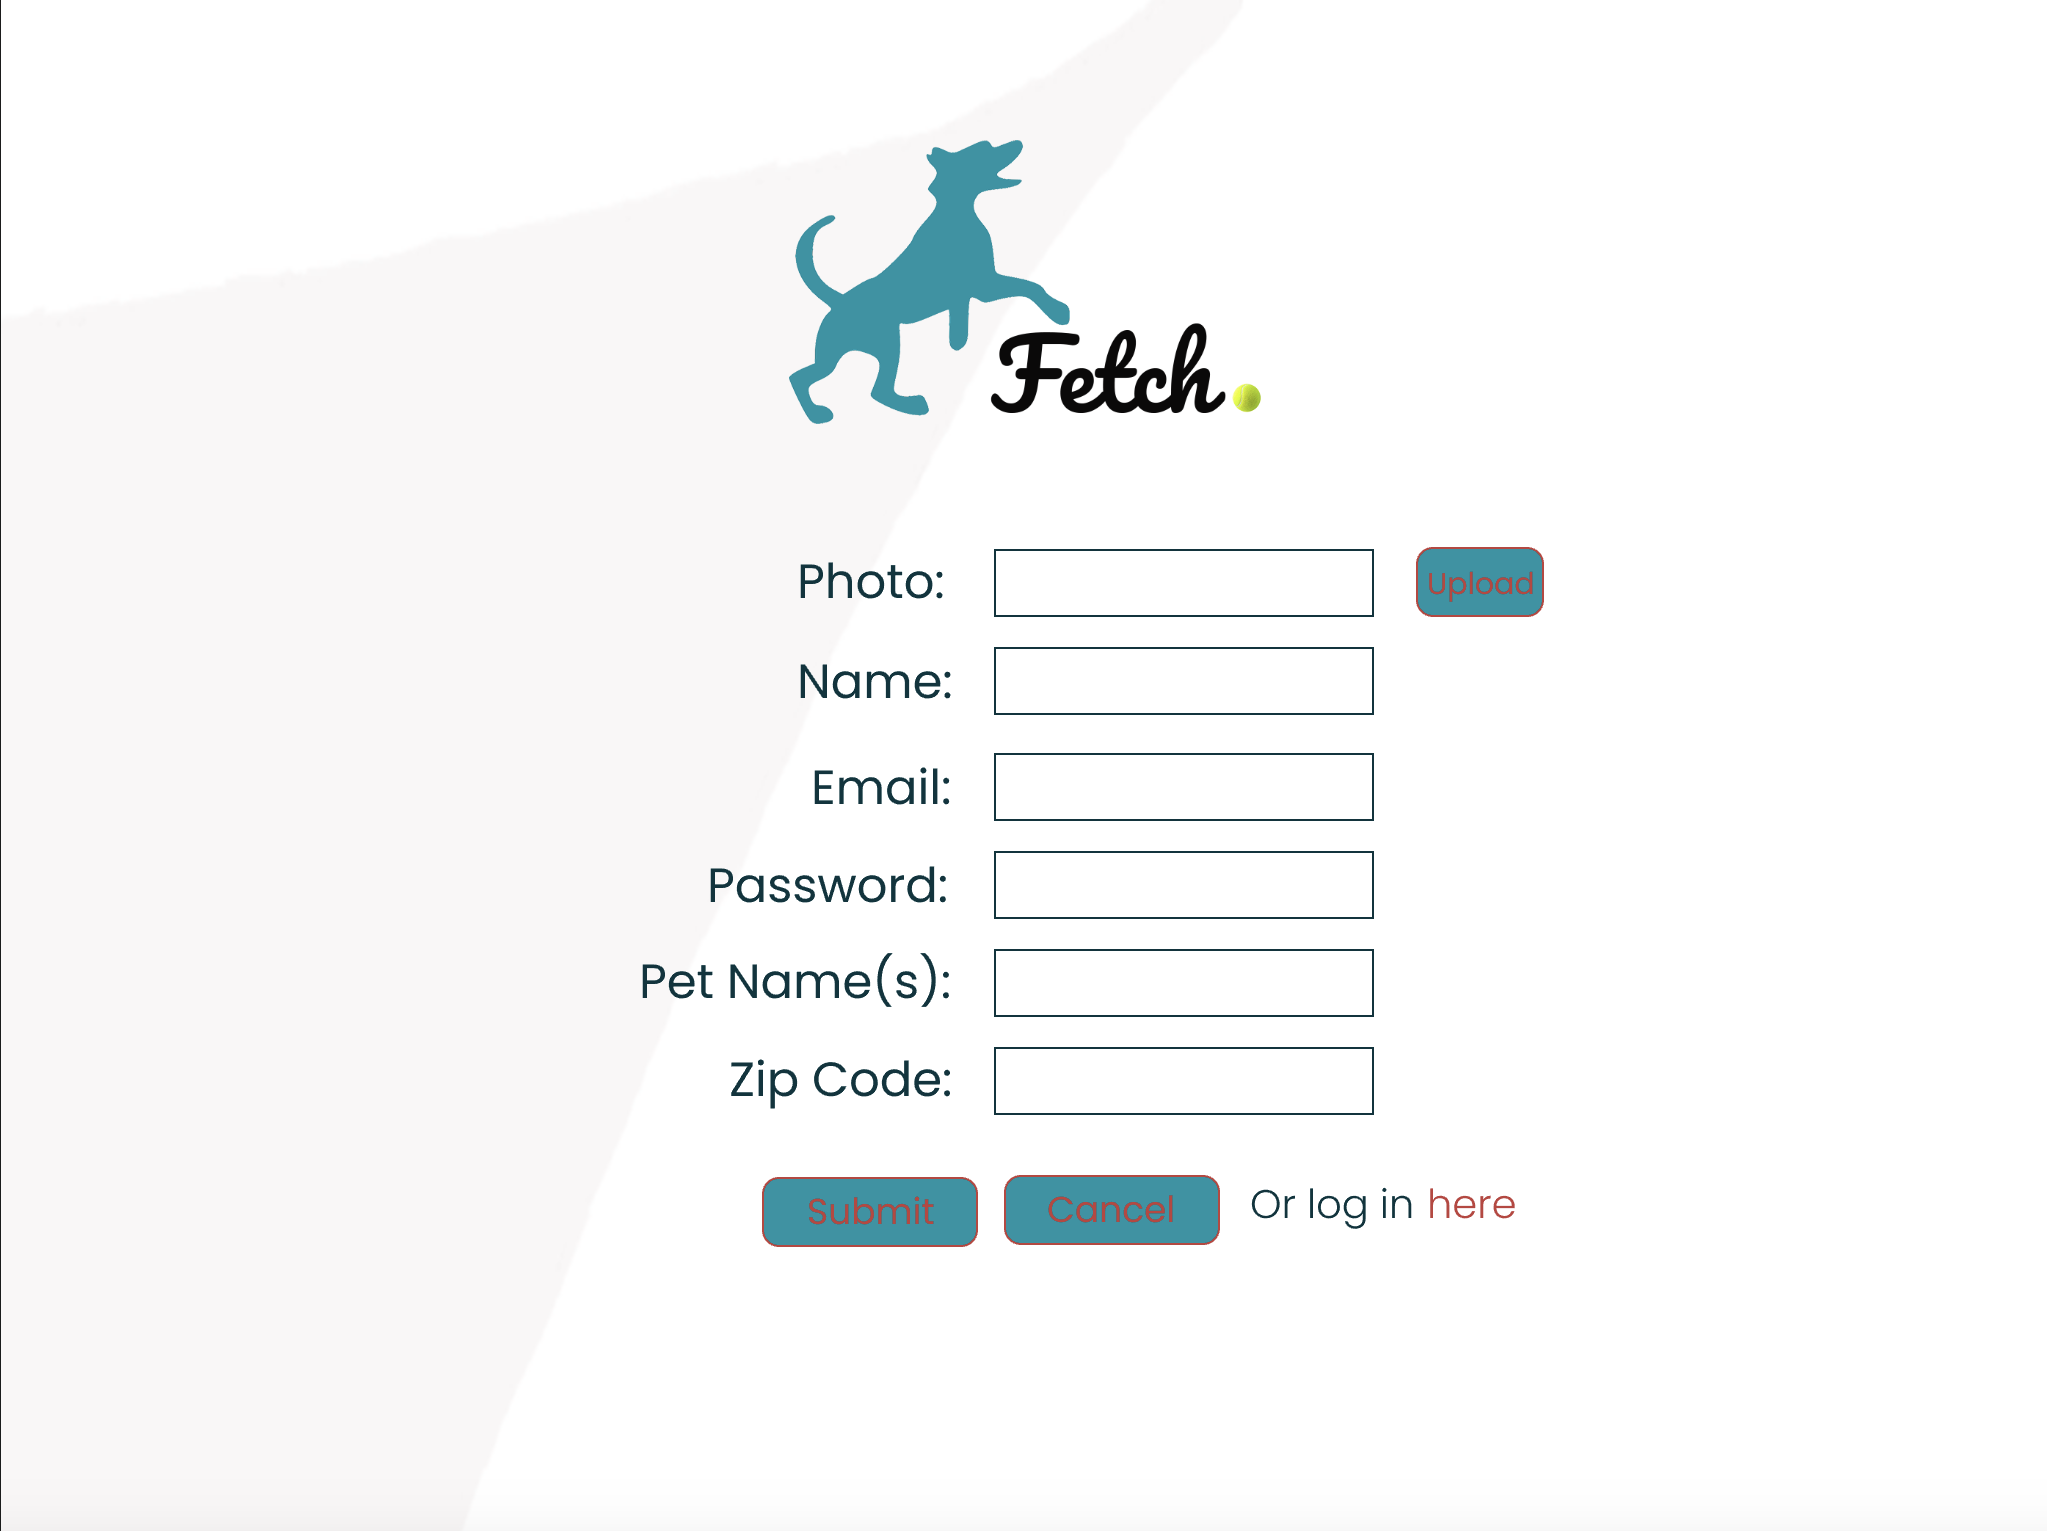 Fetch
Photo: Upload
Name:
Email:
Password:
Pet Name(s):
Zip Code:
Submit Cancel Or log in here